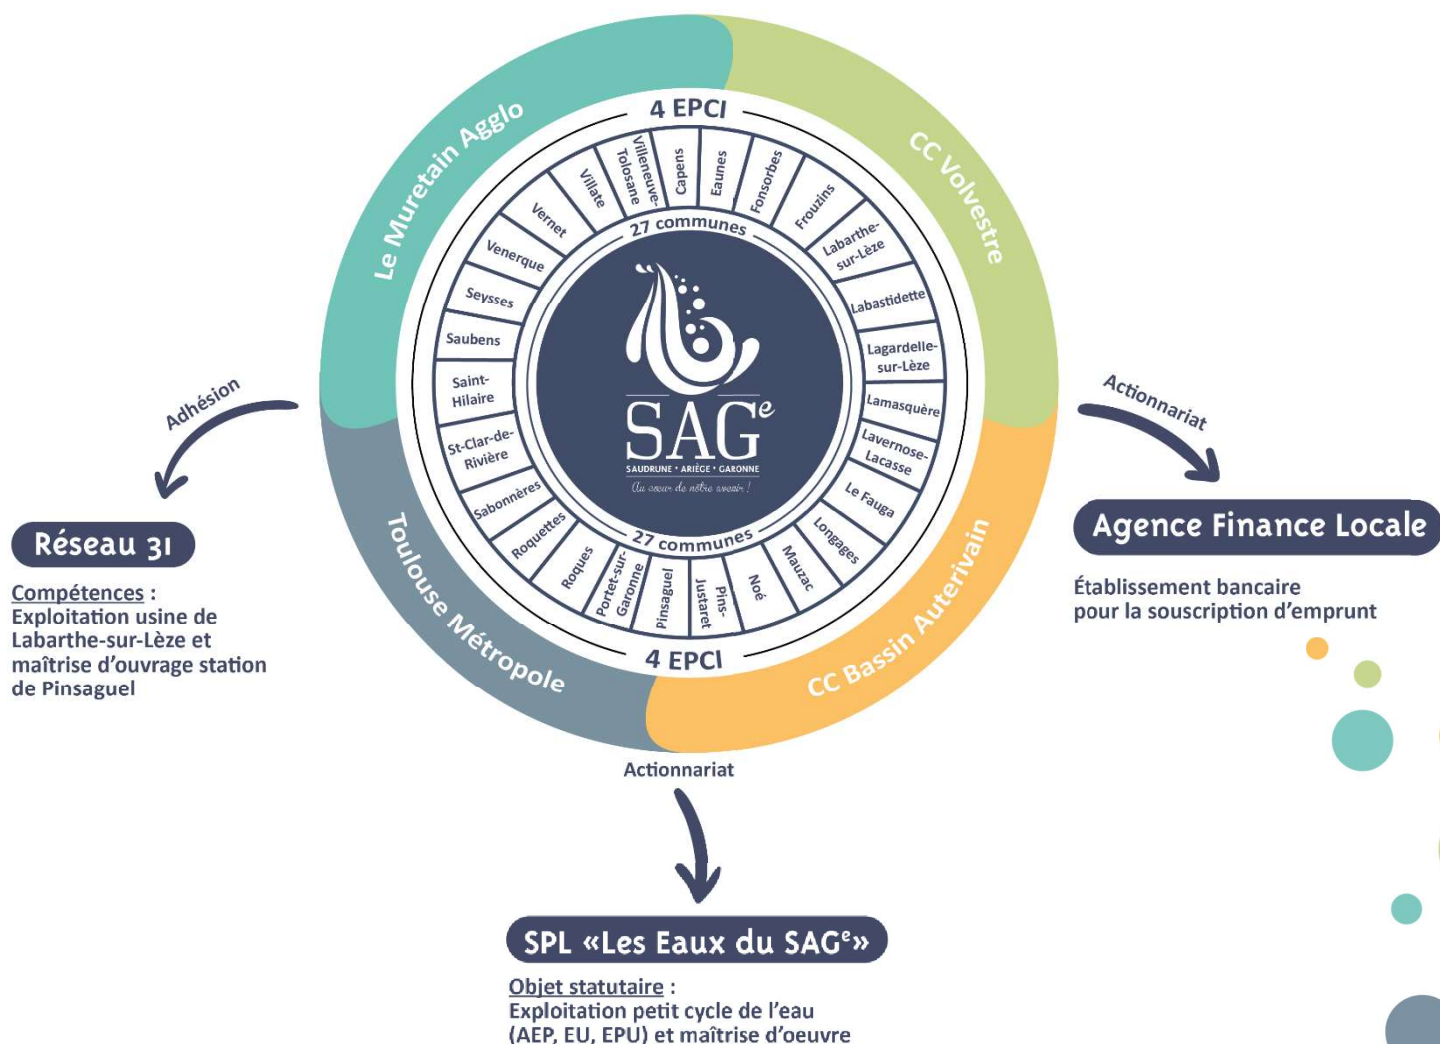 Le Muretain Agglo
CC Volvestre
CC Bassin Auterivain
Toulouse Métropole
4 EPCI
Capens
Eaunes
Fonsorbes
Frouzins
Labarthe-
sur-Lèze
Labastidette
Lagardelle-
sur-Lèze
Lamasquère
Lavernose-
Lacasse
Le Fauga
Longages
Mauzac
Noé
Pins-
Justaret
Pinsaguel
Portet-sur-
Garonne
Roques
Roquettes
Sabonnères
St-Clar-de-
Rivière
Saint-
Hilaire
Saubens
Seysses
Venerque
Vernet
Villate
Villeneuve-
Tolosane
27 communes
SAGe
SAUDRUNE • ARIÈGE • GARONNE
Au coeur de nôtre avenir !
27 communes
4 EPCI
Adhésion
Réseau 31
Compétences :
Exploitation usine de
Labarthe-sur-Lèze et
maîtrise d'ouvrage station
de Pinsaguel
Actionnariat
Agence Finance Locale
Établissement bancaire
pour la souscription d'emprunt
Actionnariat
SPL «Les Eaux du SAGe»
Objet statutaire :
Exploitation petit cycle de l'eau
(AEP, EU, EPU) et maîtrise d'oeuvre